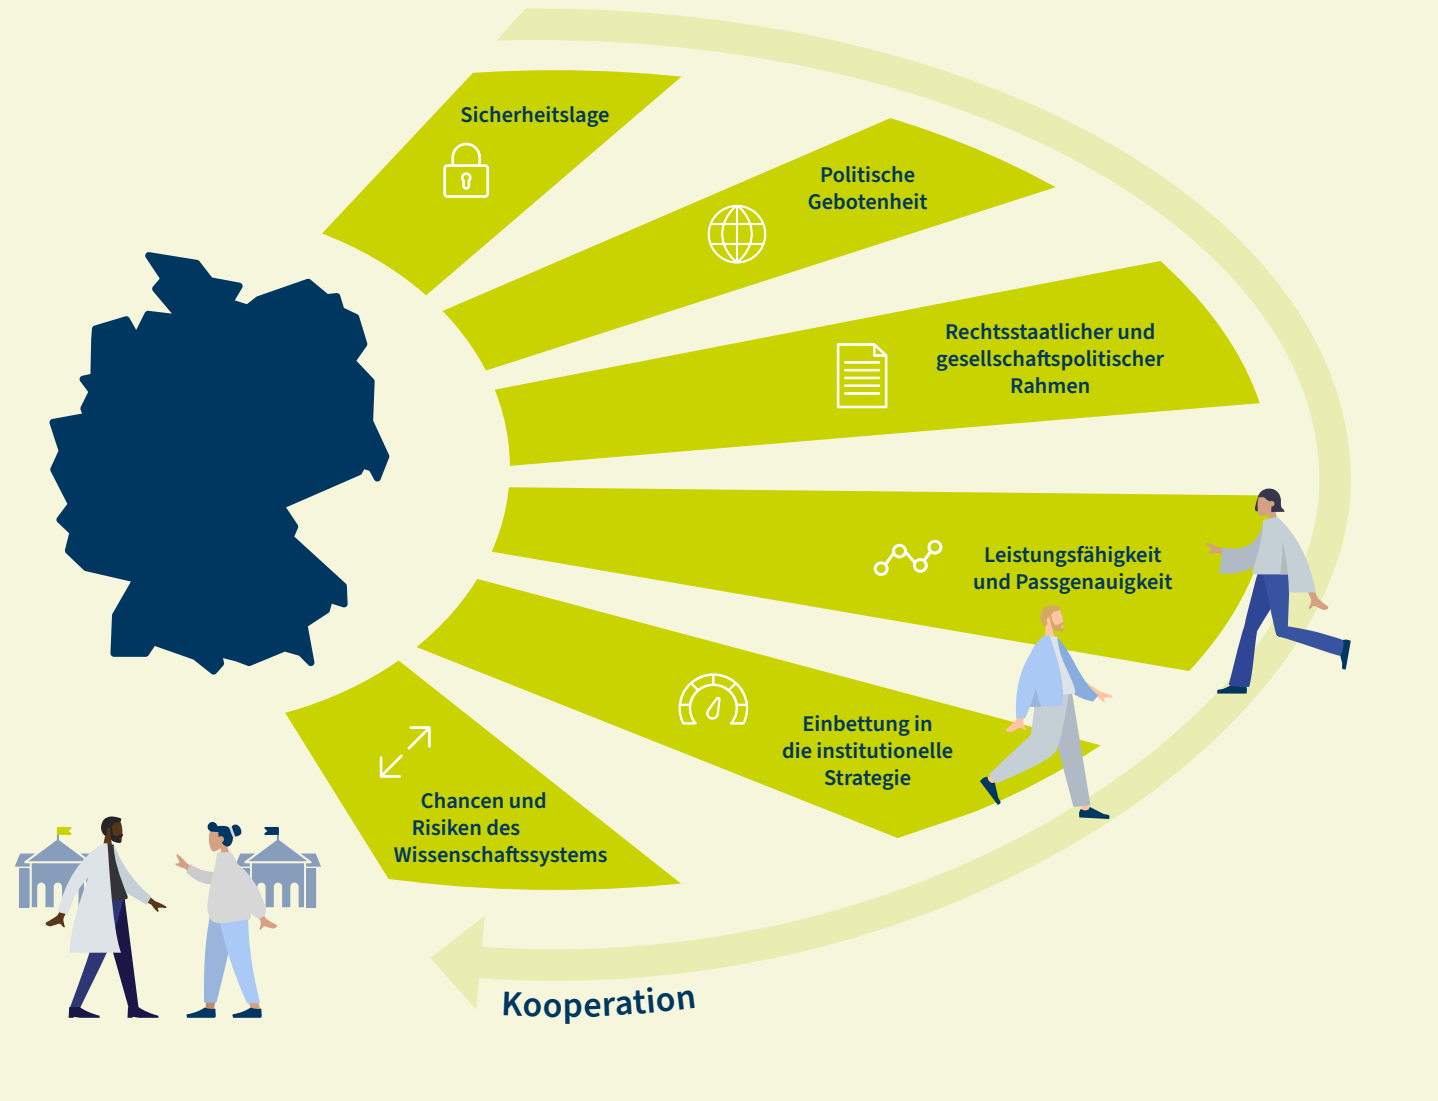 Sicherheitslage
Politische
Gebotenheit
Rechtsstaatlicher und
gesellschaftspolitischer
Rahmen
Leistungsfähigkeit
und Passgenauigkeit
Einbettung in
die institutionelle
Strategie
Chancen und
Risiken des
Wissenschaftssystems
Kooperation